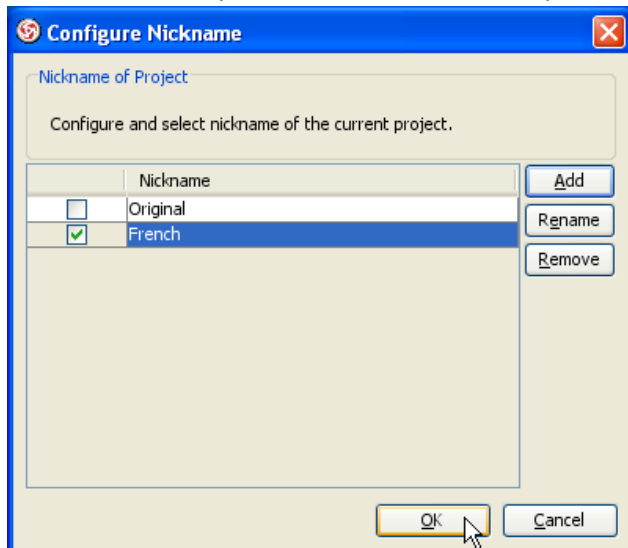 Configure Nickname
Nickname of Project
Configure and select nickname of the current project.
Nickname
Add
Original
Rename
French
Remove
OK
Cancel